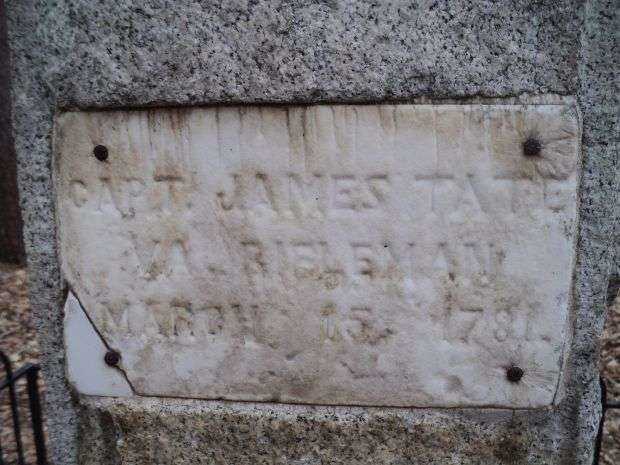 CAPT. JAMES TATE
VA. RIFLEMAN
MARCH 15. 1781.